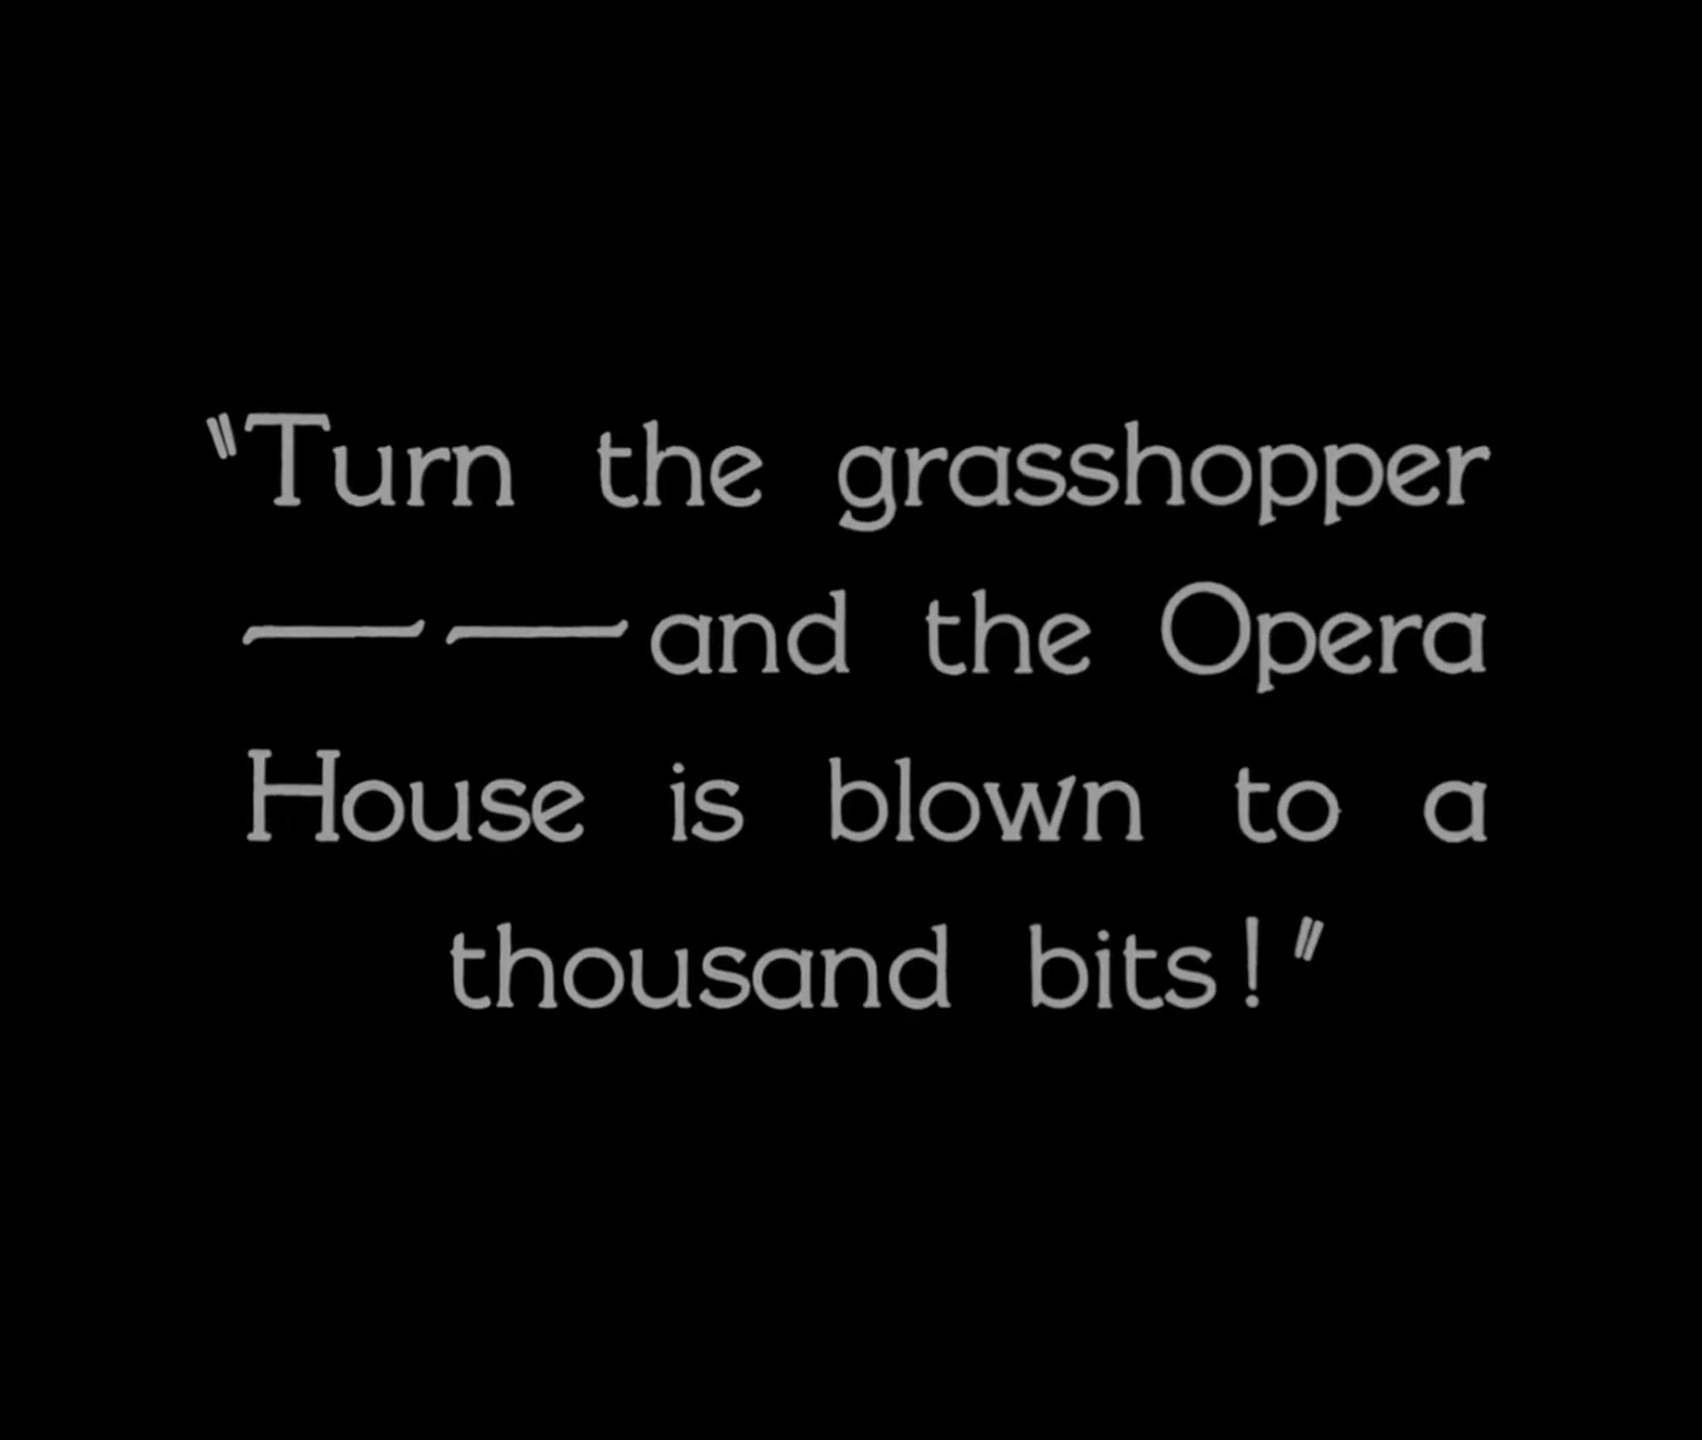 "Turn the grasshopper
——and the Opera
House is blown to a
thousand bits!"